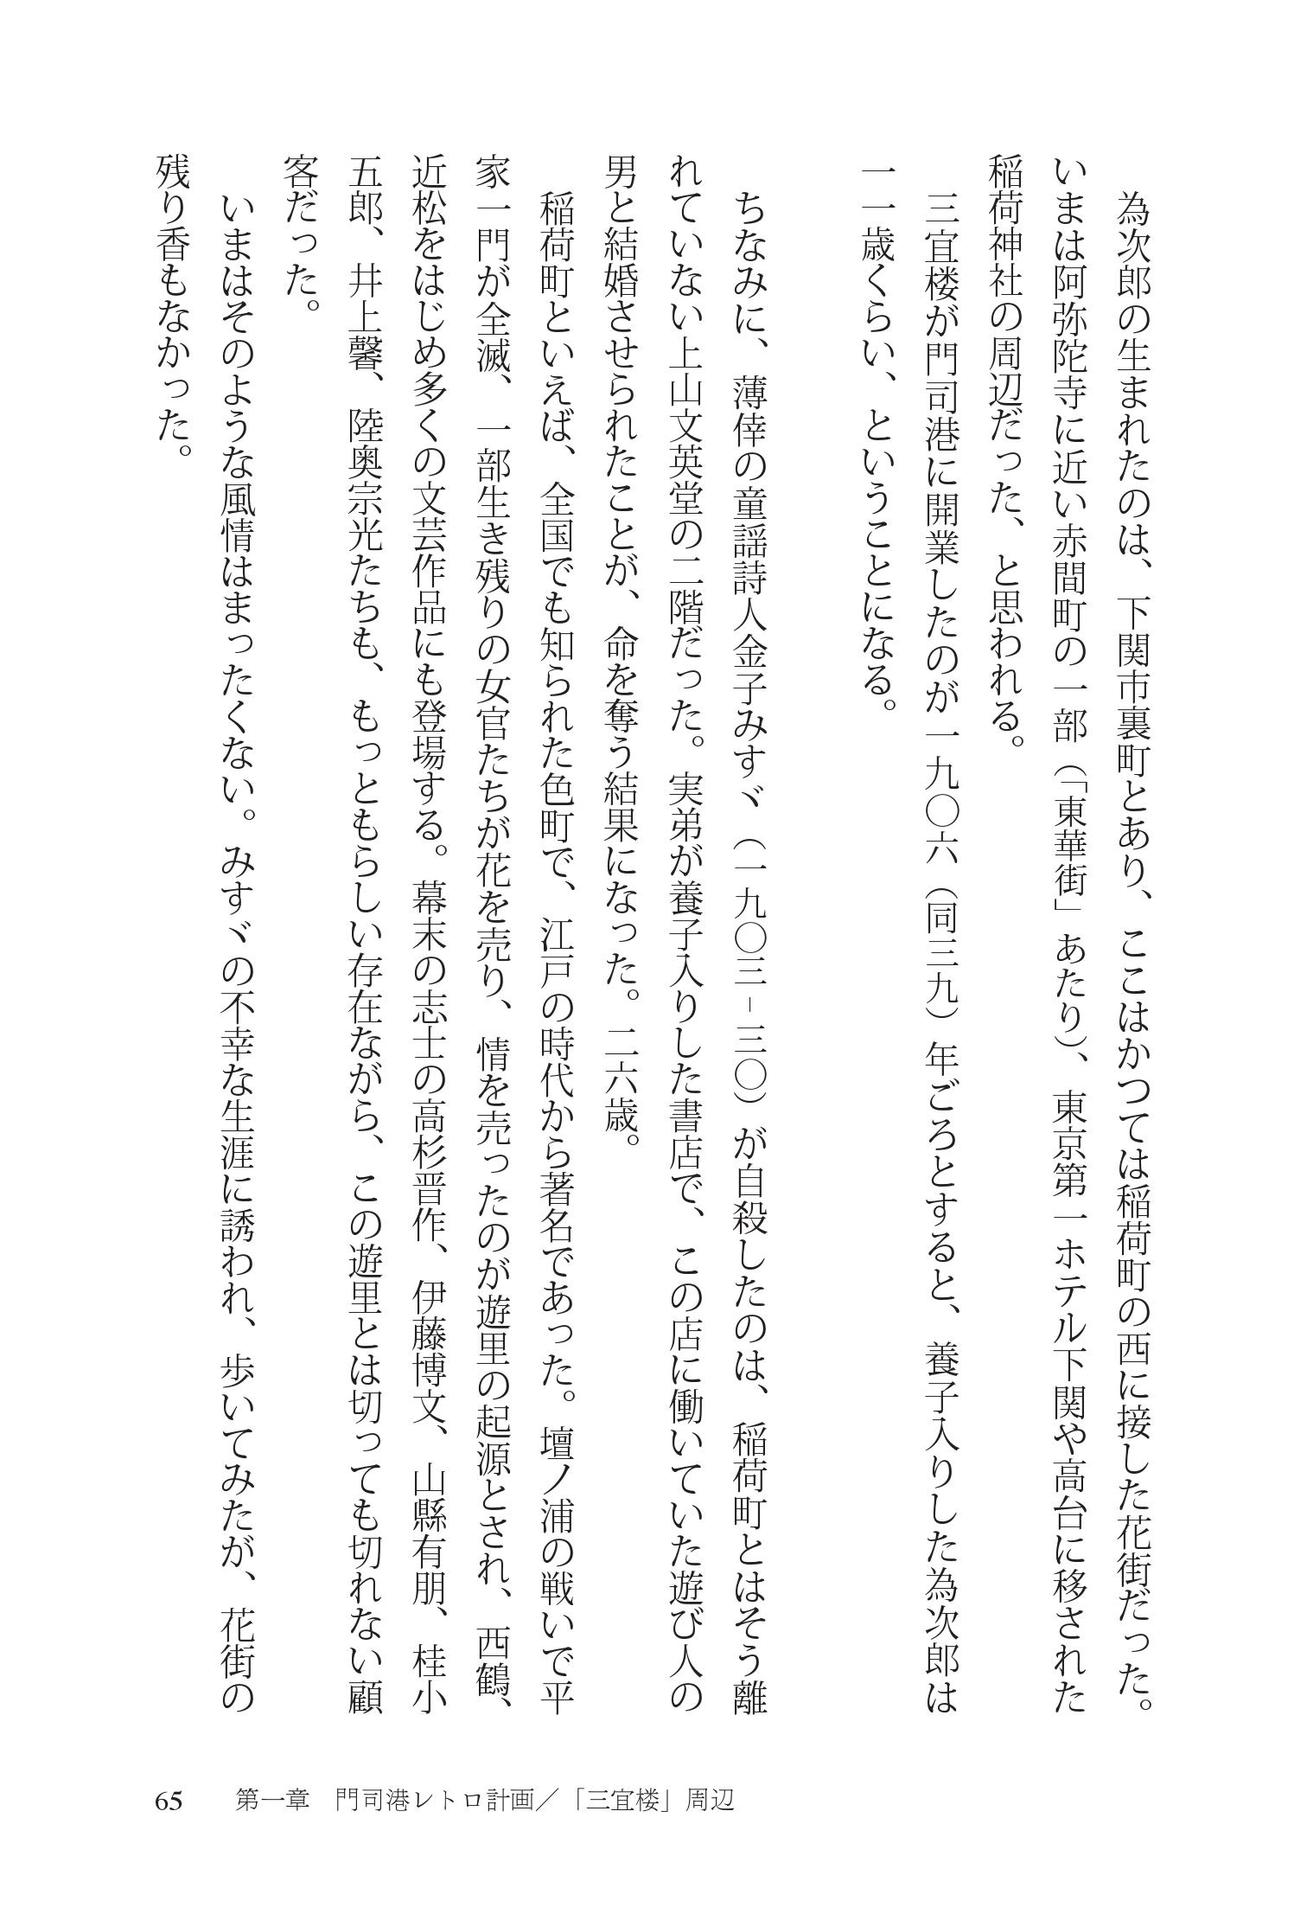 為次郎の生まれたのは、下関市裏町とあり、ここはかつては稲荷町の西に接した花街だった。
いまは阿弥陀寺に近い赤間町の一部（「東華街」あたり）、東京第一ホテル下関や高台に移された
稲荷神社の周辺だった、と思われる。
　三宜楼が門司港に開業したのが一九〇六（同三九）年ごろとすると、養子入りした為次郎は
一一歳くらい、ということになる。
　ちなみに、薄倖の童謡詩人金子みすヾ（一九〇三－三〇）が自殺したのは、稲荷町とはそう離
れていない上山文英堂の二階だった。実弟が養子入りした書店で、この店に働いていた遊び人の
男と結婚させられたことが、命を奪う結果になった。二六歳。
　稲荷町といえば、全国でも知られた色町で、江戸の時代から著名であった。壇ノ浦の戦いで平
家一門が全滅、一部生き残りの女官たちが花を売り、情を売ったのが遊里の起源とされ、西鶴、
近松をはじめ多くの文芸作品にも登場する。幕末の志士の高杉晋作、伊藤博文、山縣有朋、桂小
五郎、井上馨、陸奥宗光たちも、もっともらしい存在ながら、この遊里とは切っても切れない顧
客だった。
　いまはそのような風情はまったくない。みすヾの不幸な生涯に誘われ、歩いてみたが、花街の
残り香もなかった。
65　第一章　門司港レトロ計画／「三宜楼」周辺